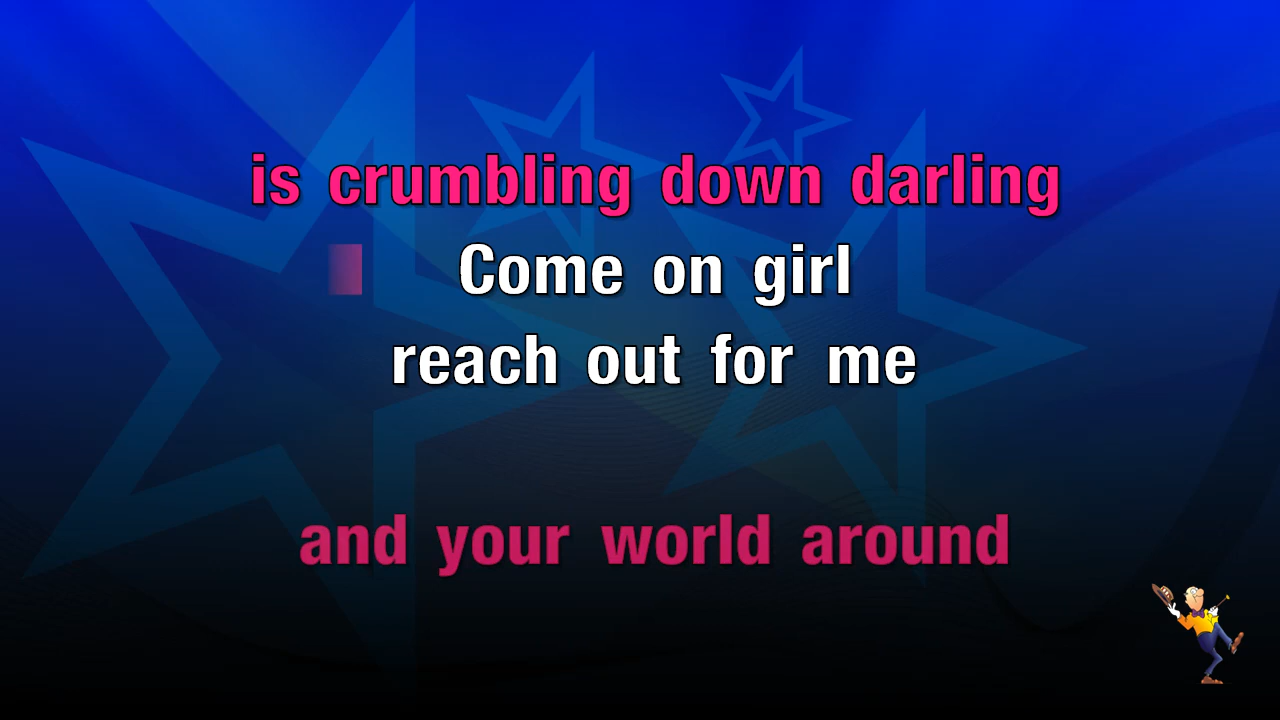 is crumbling down darling
Come on girl
reach out for me
and your world around